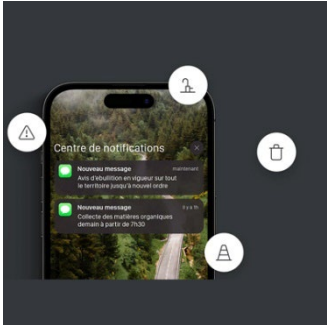 Centre de notifications
Nouveau message maintenant
Avis d'ébullition en vigueur sur tout
le territoire jusqu'à nouvel ordre
Nouveau message il y a 1h
Collecte des matières organiques
demain à partir de 7h30